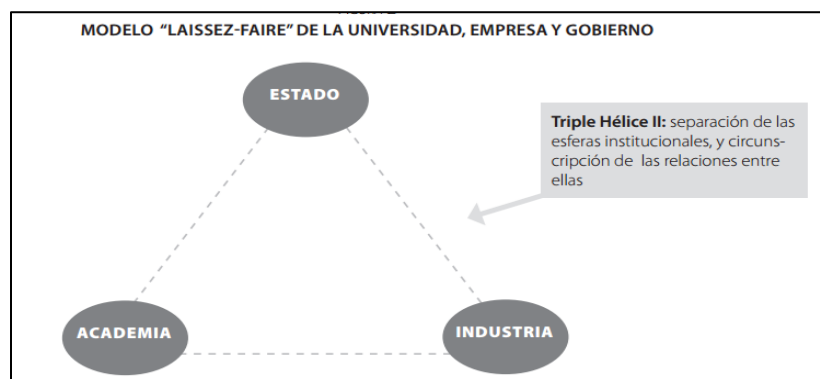 MODELO “LAISSEZ-FAIRE” DE LA UNIVERSIDAD, EMPRESA Y GOBIERNO
ESTADO
Triple Hélice II: separación de las
esferas institucionales, y circuns-
cripción de las relaciones entre
ellas
ACADEMIA
INDUSTRIA